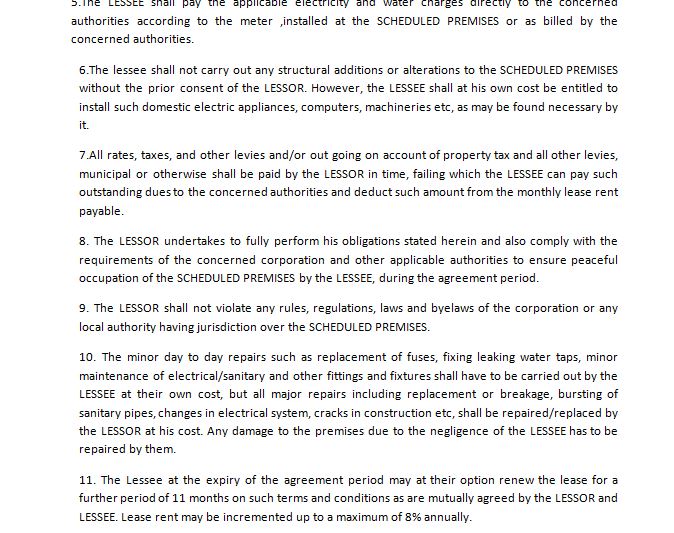 5.The LESSEE shall pay the applicable electricity and water charges directly to the concerned
authorities according to the meter ,installed at the SCHEDULED PREMISES or as billed by the
concerned authorities.
6.The lessee shall not carry out any structural additions or alterations to the SCHEDULED PREMISES
without the prior consent of the LESSOR. However, the LESSEE shall at his own cost be entitled to
install such domestic electric appliances, computers, machineries etc, as may be found necessary by
it.
7.All rates, taxes, and other levies and/or out going on account of property tax and all other levies,
municipal or otherwise shall be paid by the LESSOR in time, failing which the LESSEE can pay such
outstanding dues to the concerned authorities and deduct such amount from the monthly lease rent
payable.
8. The LESSOR undertakes to fully perform his obligations stated herein and also comply with the
requirements of the concerned corporation and other applicable authorities to ensure peaceful
occupation of the SCHEDULED PREMISES by the LESSEE, during the agreement period.
9. The LESSOR shall not violate any rules, regulations, laws and byelaws of the corporation or any
local authority having jurisdiction over the SCHEDULED PREMISES.
10. The minor day to day repairs such as replacement of fuses, fixing leaking water taps, minor
maintenance of electrical/sanitary and other fittings and fixtures shall have to be carried out by the
LESSEE at their own cost, but all major repairs including replacement or breakage, bursting of
sanitary pipes, changes in electrical system, cracks in construction etc, shall be repaired/replaced by
the LESSOR at his cost. Any damage to the premises due to the negligence of the LESSEE has to be
repaired by them.
11. The Lessee at the expiry of the agreement period may at their option renew the lease for a
further period of 11 months on such terms and conditions as are mutually agreed by the LESSOR and
LESSEE. Lease rent may be incremented up to a maximum of 8% annually.